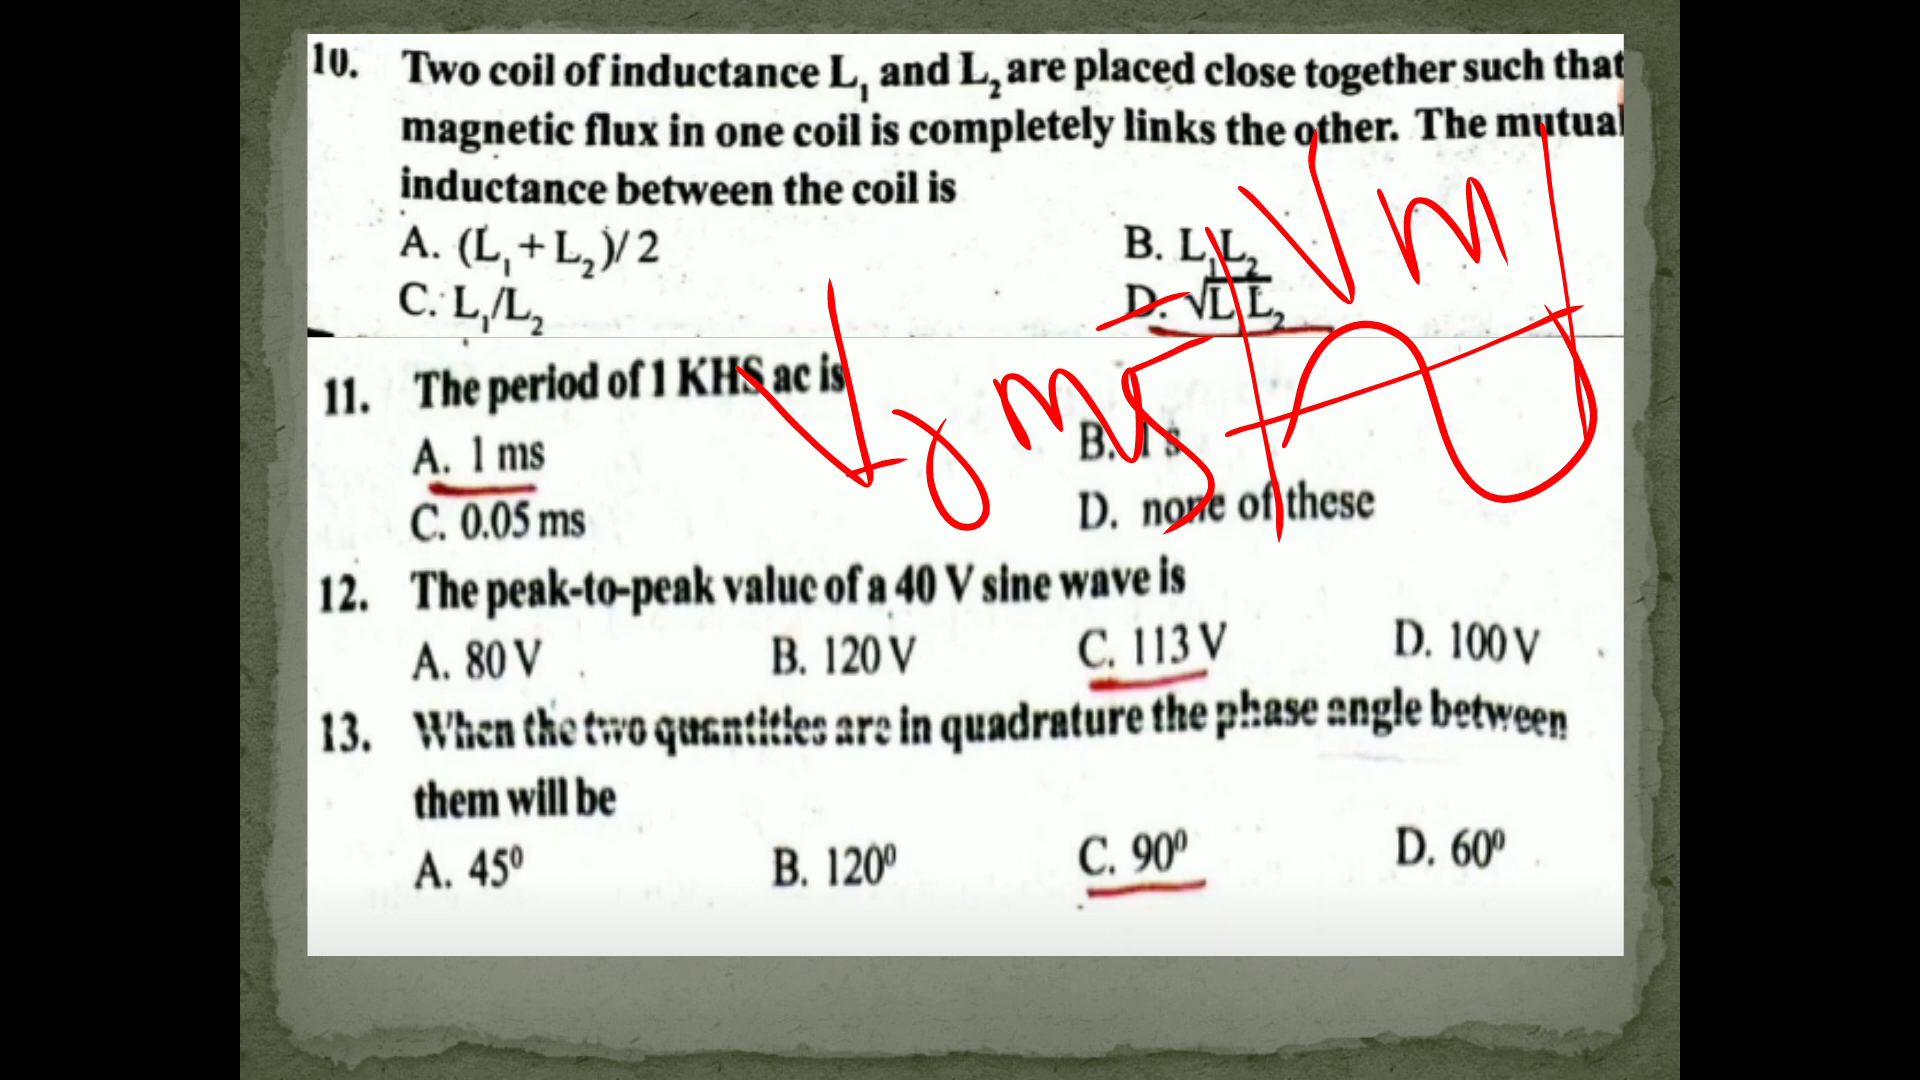 10. Two coil of inductance L₁ and L₂ are placed close together such that
magnetic flux in one coil is completely links the other. The mutual
inductance between the coil is
A. (L₁ + L₂)/ 2 B. L₁L₂
C. L₁/L₂ D. √L₁L₂
11. The period of 1 KHS ac is
A. 1 ms B. 1 s
C. 0.05 ms D. none of these
Vrms Vm
12. The peak-to-peak value of a 40 V sine wave is
A. 80 V B. 120 V C. 113 V D. 100 V
13. When the two quantities are in quadrature the phase angle between
them will be
A. 45⁰ B. 120⁰ C. 90⁰ D. 60⁰